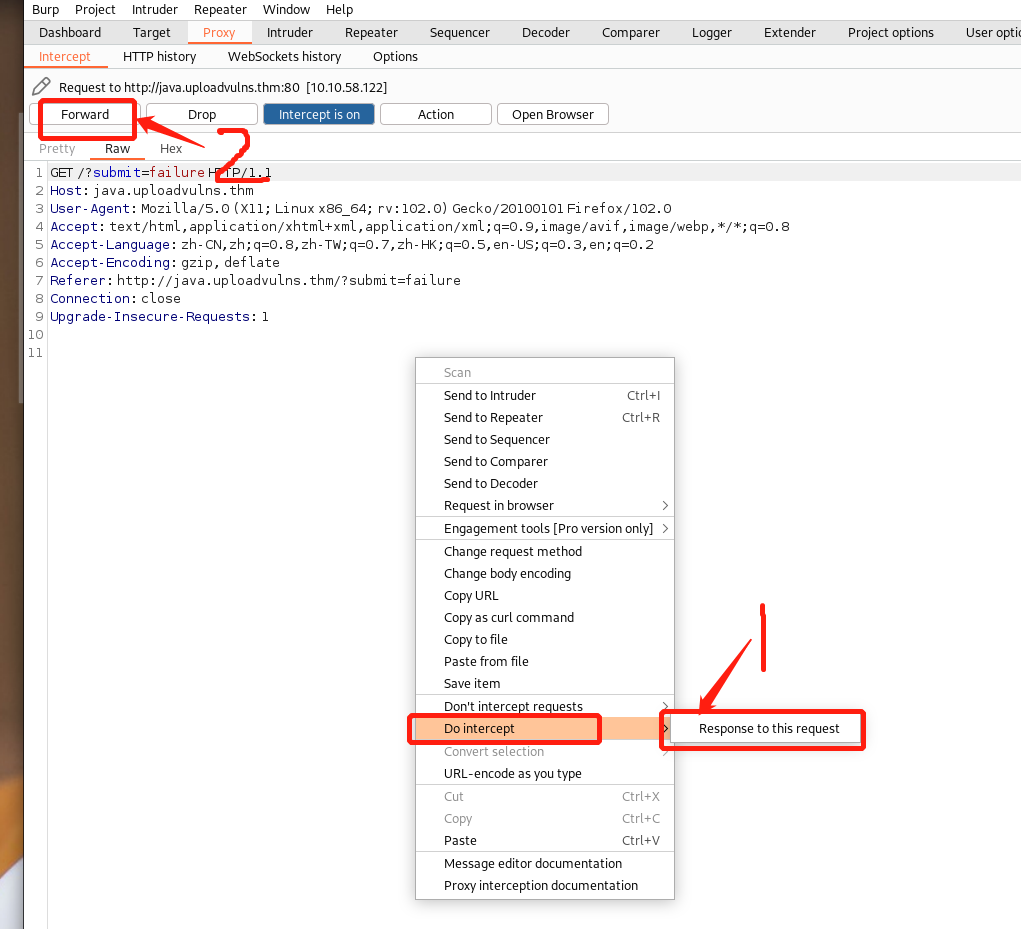 Burp Project Intruder Repeater Window Help
Dashboard Target Proxy Intruder Repeater Sequencer Decoder Comparer Logger Extender Project options User optic
Intercept HTTP history WebSockets history Options
Request to http://java.uploadvulns.thm:80 [10.10.58.122]
Forward Drop Intercept is on Action Open Browser
2
Pretty Raw Hex
1 GET /?submit=failure HTTP/1.1
2 Host: java.uploadvulns.thm
3 User-Agent: Mozilla/5.0 (X11; Linux x86_64; rv:102.0) Gecko/20100101 Firefox/102.0
4 Accept: text/html,application/xhtml+xml,application/xml;q=0.9,image/avif,image/webp,*/*;q=0.8
5 Accept-Language: zh-CN,zh;q=0.8,zh-TW;q=0.7,zh-HK;q=0.5,en-US;q=0.3,en;q=0.2
6 Accept-Encoding: gzip, deflate
7 Referer: http://java.uploadvulns.thm/?submit=failure
8 Connection: close
9 Upgrade-Insecure-Requests: 1
10
11
Scan
Send to Intruder Ctrl+I
Send to Repeater Ctrl+R
Send to Sequencer
Send to Comparer
Send to Decoder
Request in browser
Engagement tools [Pro version only]
Change request method
Change body encoding
Copy URL
Copy as curl command
Copy to file
Paste from file
Save item
1
Don't intercept requests
Do intercept
Response to this request
Convert selection
URL-encode as you type
Cut Ctrl+X
Copy Ctrl+C
Paste Ctrl+V
Message editor documentation
Proxy interception documentation